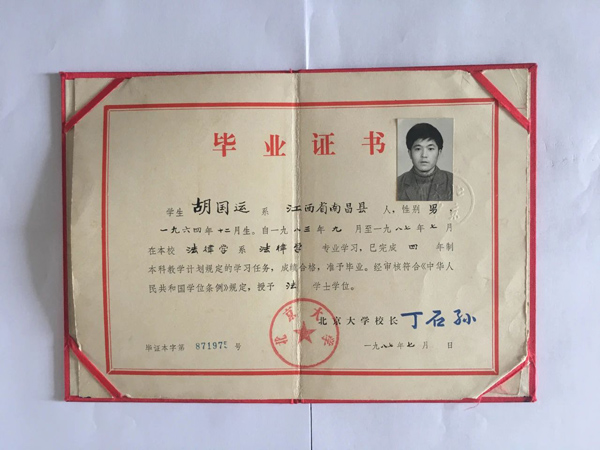 毕业证书
学生 胡国运 系 江西省南昌县 人，性别 男，
一九六四年十二月生。自一九八三年九月至一九八七年七月
在本校 法律学 系 法律学 专业学习，已完成 四 年制
本科教学计划规定的学习任务，成绩合格，准予毕业。经审核符合《中华人
民共和国学位条例》规定，授予 法 学士学位。
北京大学校长 丁石孙
北京大学
毕证本字第 号
一九八七年七月 日